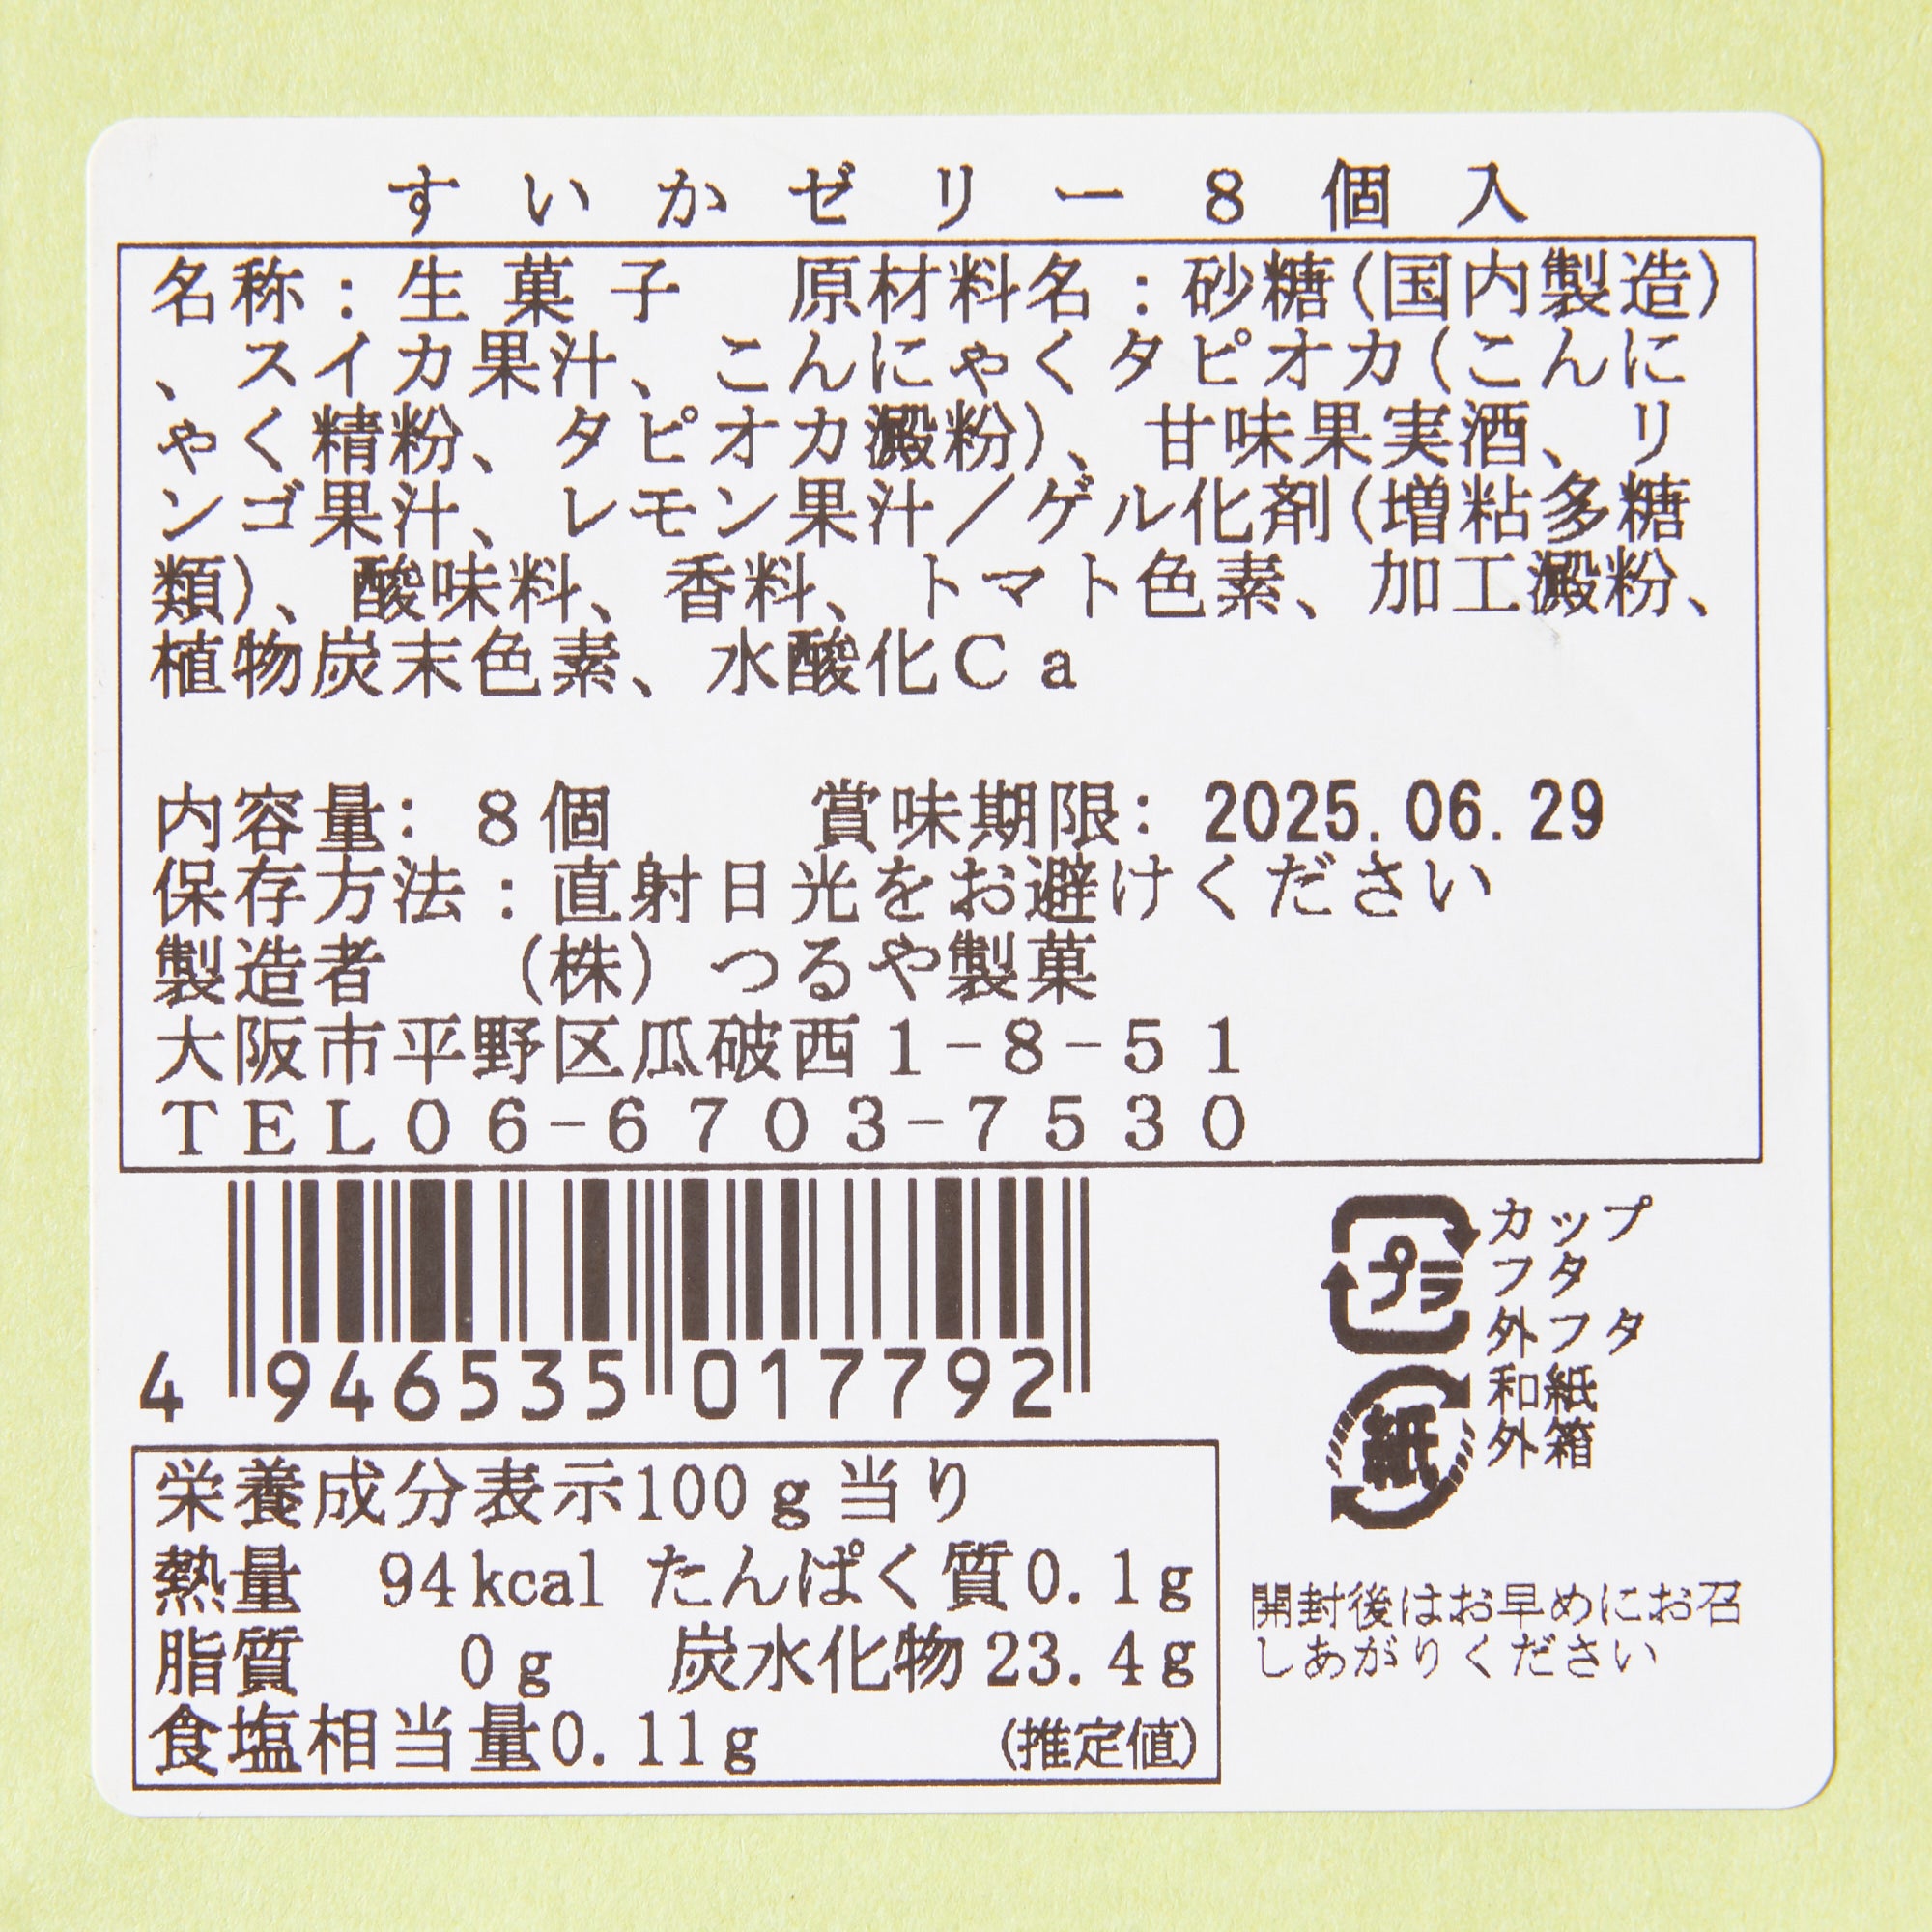 すいかゼリー8個入
名称：生菓子　原材料名：砂糖(国内製造)
、スイカ果汁、こんにゃくタピオカ(こんに
ゃく精粉、タピオカ澱粉)、甘味果実酒、リ
ンゴ果汁、レモン果汁／ゲル化剤(増粘多糖
類)、酸味料、香料、トマト色素、加工澱粉、
植物炭末色素、水酸化Ca
内容量：8個　賞味期限：2025.06.29
保存方法：直射日光をお避けください
製造者　(株)つるや製菓
大阪市平野区瓜破西1-8-51
TEL06-6703-7530
4 946535 017792
プラ
カップ
フタ
外フタ
紙
和紙
外箱
栄養成分表示100g当り
熱量　94kcal たんぱく質0.1g
脂質　0g　炭水化物23.4g
食塩相当量0.11g　(推定値)
開封後はお早めにお召
しあがりください